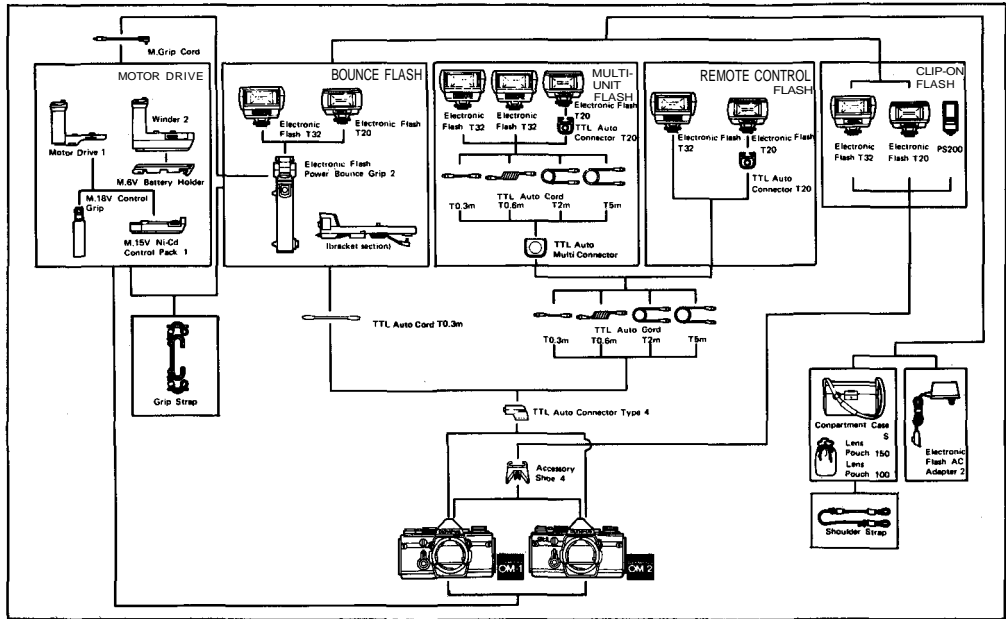 M.Grip Cord
MOTOR DRIVE
Winder 2
Motor Drive 1
M.6V Battery Holder
M.18V Control
Grip
M.15V Ni-Cd
Control Pack 1
Grip Strap
BOUNCE FLASH
Electronic
Flash T32
Electronic Flash
T20
Electronic Flash
Power Bounce Grip 2
(bracket section)
TTL Auto Cord T0.3m
MULTI-
UNIT
FLASH
Electronic
Flash T32
Electronic
Flash T32
Electronic Flash
T20
TTL Auto
Connector T20
TTL Auto Cord
T0.3m
T0.6m
T2m
T5m
TTL Auto
Multi Connector
REMOTE CONTROL
FLASH
Electronic Flash
T32
Electronic Flash
T20
TTL Auto
Connector T20
TTL Auto Cord
T0.3m
T0.6m
T2m
T5m
CLIP-ON
FLASH
Electronic
Flash T32
Electronic
Flash T20
PS200
TTL Auto Connector Type 4
Accessory
Shoe 4
OM-1
OM-2
Conpartment Case
S
Lens
Pouch 150
Lens
Pouch 100
Shoulder Strap
Electronic
Flash AC
Adapter 2